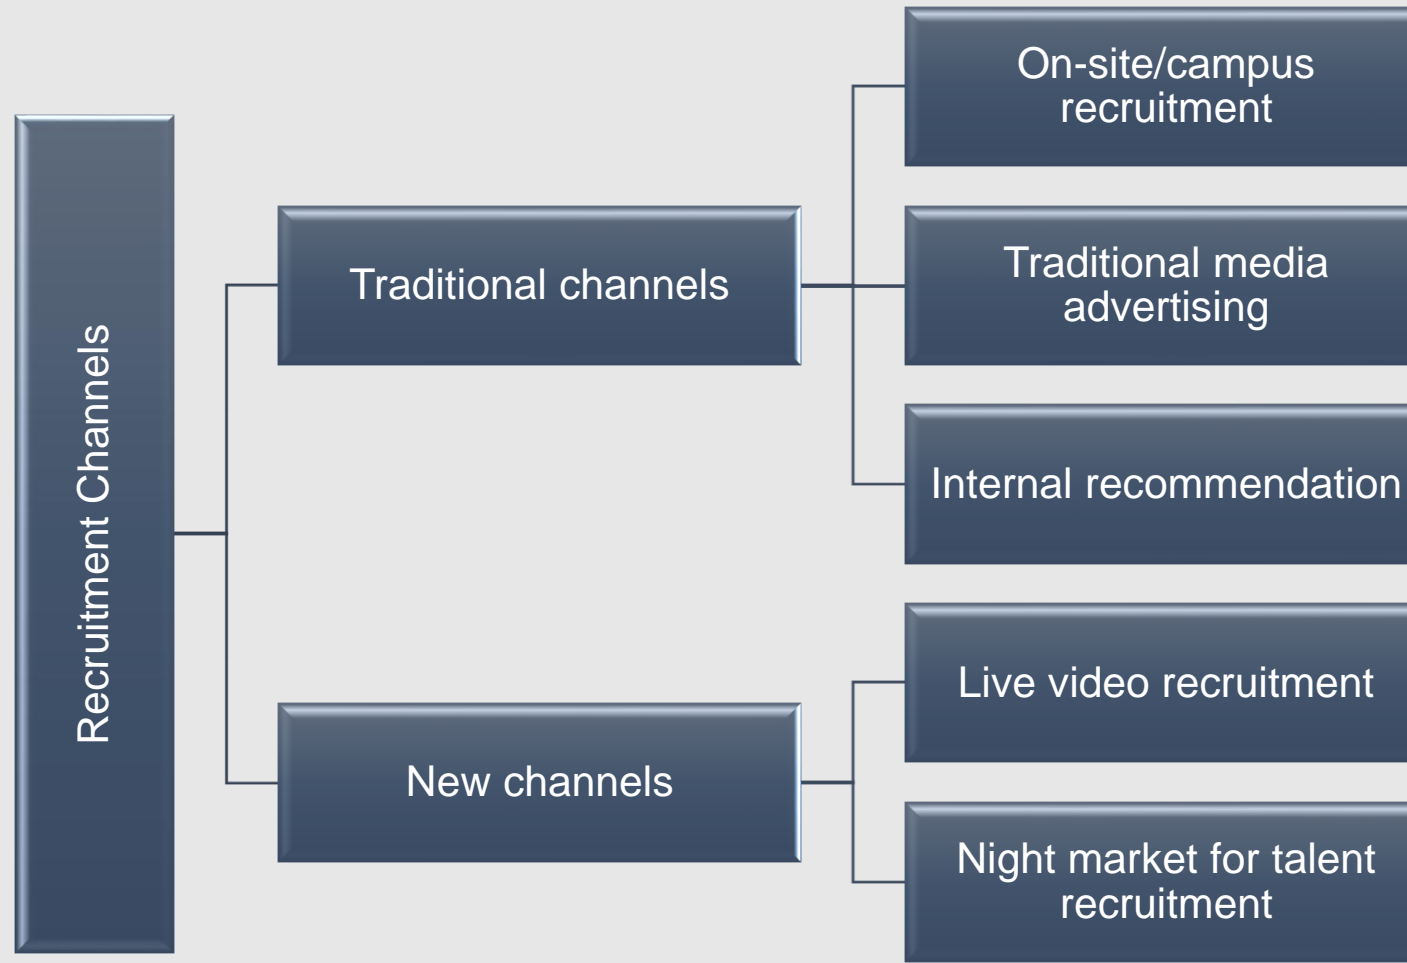 Recruitment Channels
Traditional channels
On-site/campus
recruitment
Traditional media
advertising
Internal recommendation
New channels
Live video recruitment
Night market for talent
recruitment